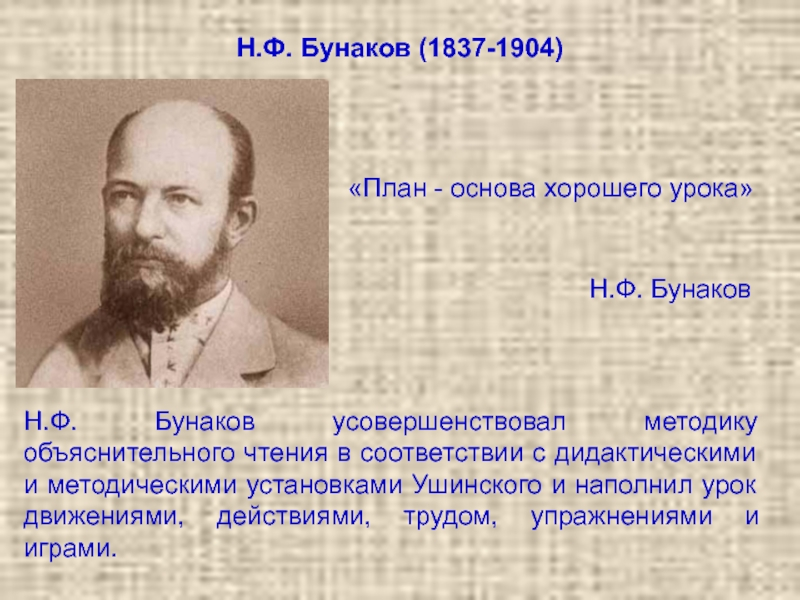 Н.Ф. Бунаков (1837-1904)
«План - основа хорошего урока»
Н.Ф. Бунаков
Н.Ф. Бунаков усовершенствовал методику
объяснительного чтения в соответствии с дидактическими
и методическими установками Ушинского и наполнил урок
движениями, действиями, трудом, упражнениями и
играми.